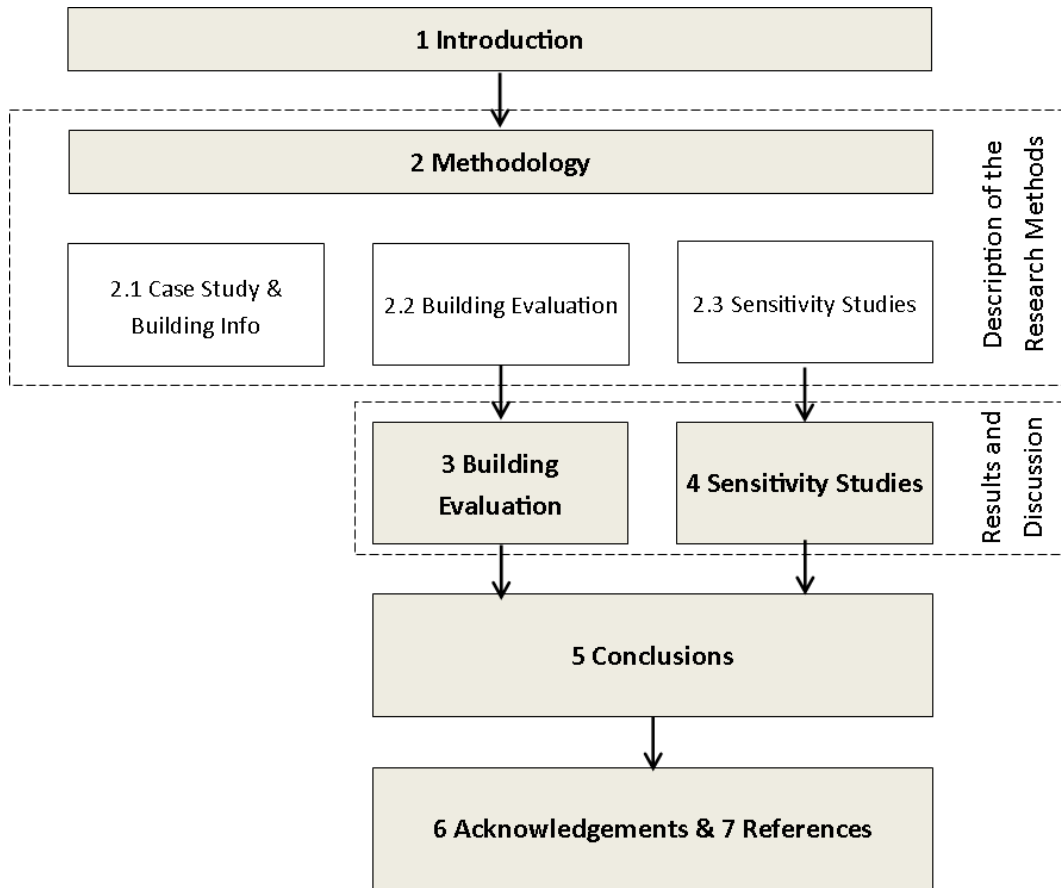 1 Introduction
2 Methodology
2.1 Case Study &
Building Info
2.2 Building Evaluation
2.3 Sensitivity Studies
Description of the
Research Methods
3 Building
Evaluation
4 Sensitivity Studies
Results and
Discussion
5 Conclusions
6 Acknowledgements & 7 References